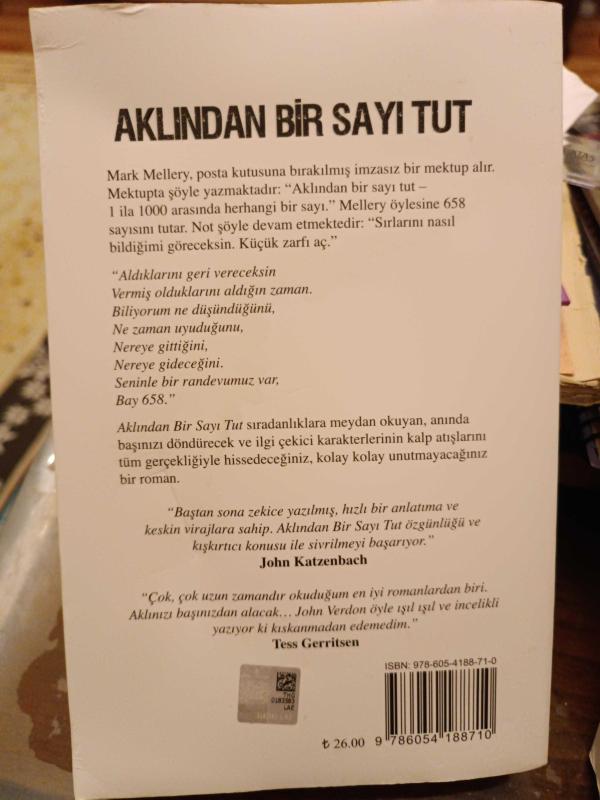 AKLINDAN BİR SAYI TUT
Mark Mellery, posta kutusuna bırakılmış imzasız bir mektup alır.
Mektupta şöyle yazmaktadır: “Aklından bir sayı tut –
1 ila 1000 arasında herhangi bir sayı.” Mellery öylesine 658
sayısını tutar. Not şöyle devam etmektedir: “Sırlarını nasıl
bildiğimi göreceksin. Küçük zarfı aç.”
“Aldıklarını geri vereceksin
Vermiş olduklarını aldığın zaman.
Biliyorum ne düşündüğünü,
Ne zaman uyuduğunu,
Nereye gittiğini,
Nereye gideceğini.
Seninle bir randevumuz var,
Bay 658.”
Aklından Bir Sayı Tut sıradanlıklara meydan okuyan, anında
başınızı döndürecek ve ilgi çekici karakterlerinin kalp atışlarını
tüm gerçekliğiyle hissedeceğiniz, kolay kolay unutmayacağınız
bir roman.
“Baştan sona zekice yazılmış, hızlı bir anlatıma ve
keskin virajlara sahip. Aklından Bir Sayı Tut özgünlüğü ve
kışkırtıcı konusu ile sivrilmeyi başarıyor.”
John Katzenbach
“Çok, çok uzun zamandır okuduğum en iyi romanlardan biri.
Aklınızı başınızdan alacak… John Verdon öyle ışıl ışıl ve incelikli
yazıyor ki kıskanmadan edemedim.”
Tess Gerritsen
ISBN: 978-605-4188-71-0
₺ 26.00
9 786054 188710